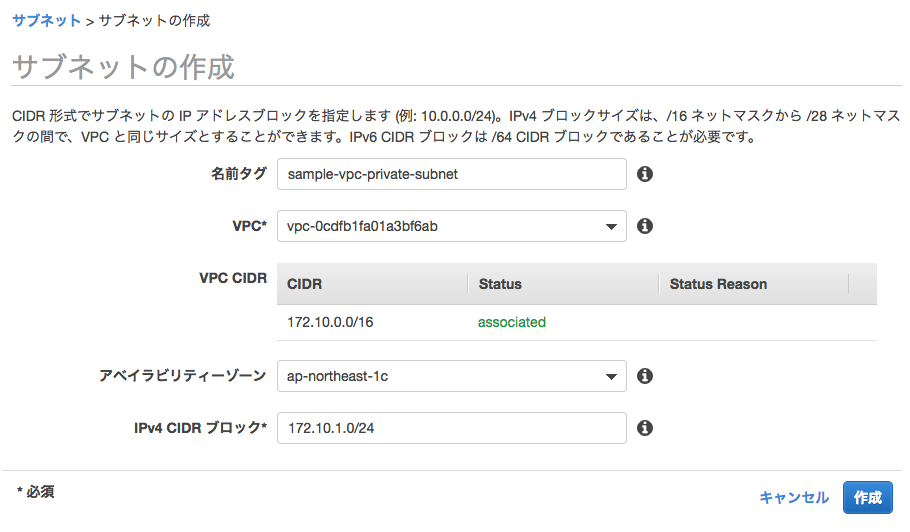 サブネット > サブネットの作成
サブネットの作成
CIDR 形式でサブネットの IP アドレスブロックを指定します (例: 10.0.0.0/24)。IPv4 ブロックサイズは、/16 ネットマスクから /28 ネットマス
クの間で、VPC と同じサイズとすることができます。IPv6 CIDR ブロックは /64 CIDR ブロックであることが必要です。
名前タグ sample-vpc-private-subnet
VPC* vpc-0cdfb1fa01a3bf6ab
VPC CIDR CIDR Status Status Reason
172.10.0.0/16 associated
アベイラビリティーゾーン ap-northeast-1c
IPv4 CIDR ブロック* 172.10.1.0/24
* 必須 キャンセル 作成